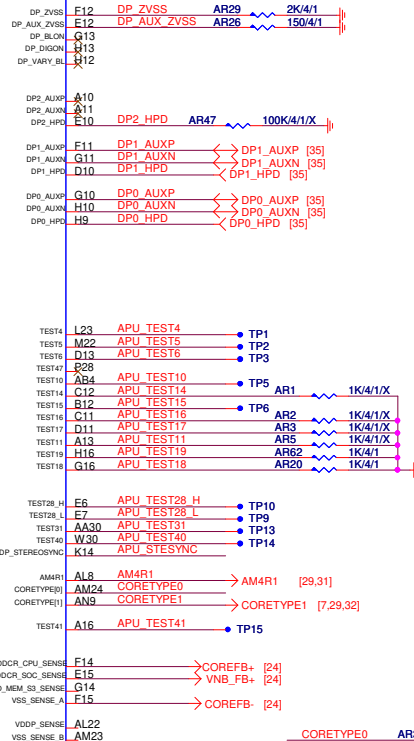 DP_ZVSS F12 DP_ZVSS AR29 2K/4/1
DP_AUX_ZVSS E12 DP_AUX_ZVSS AR26 150/4/1
DP_BLON G13
DP_DIGON H13
DP_VARY_BL H12
DP2_AUXP A10
DP2_AUXN A11
DP2_HPD E10 DP2_HPD AR47 100K/4/1/X
DP1_AUXP F11 DP1_AUXP DP1_AUXP [35]
DP1_AUXN G11 DP1_AUXN DP1_AUXN [35]
DP1_HPD D10 DP1_HPD DP1_HPD [35]
DP0_AUXP G10 DP0_AUXP DP0_AUXP [35]
DP0_AUXN H10 DP0_AUXN DP0_AUXN [35]
DP0_HPD H9 DP0_HPD DP0_HPD [35]
TEST4 L23 APU_TEST4 TP1
TEST5 M22 APU_TEST5 TP2
TEST6 D13 APU_TEST6 TP3
TEST47 P28
TEST10 AB4 APU_TEST10 TP5
TEST14 C12 APU_TEST14 AR1 1K/4/1/X
TEST15 B12 APU_TEST15 TP6
TEST16 C11 APU_TEST16 AR2 1K/4/1/X
TEST17 D11 APU_TEST17 AR3 1K/4/1/X
TEST11 A13 APU_TEST11 AR5 1K/4/1/X
TEST19 H16 APU_TEST19 AR62 1K/4/1
TEST18 G16 APU_TEST18 AR20 1K/4/1
TEST28_H E6 APU_TEST28_H TP10
TEST28_L E7 APU_TEST28_L TP9
TEST31 AA30 APU_TEST31 TP13
TEST40 W30 APU_TEST40 TP14
DP_STEREOSYNC K14 APU_STESYNC
AM4R1 AL8 AM4R1 AM4R1 [29,31]
CORETYPE[0] AM24 CORETYPE0
CORETYPE[1] AN9 CORETYPE1 CORETYPE1 [7,29,32]
TEST41 A16 APU_TEST41 TP15
DDCR_CPU_SENSE F14 COREFB+ [24]
DDCR_SOC_SENSE E15 VNB_FB+ [24]
_MEM_S3_SENSE G14
VSS_SENSE_A F15 COREFB- [24]
VDDP_SENSE AL22
VSS_SENSE_B AM23 CORETYPE0